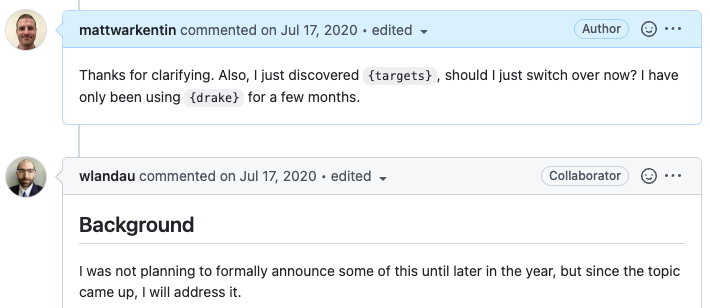 mattwarkentin commented on Jul 17, 2020 • edited
Author
Thanks for clarifying. Also, I just discovered {targets}, should I just switch over now? I have
only been using {drake} for a few months.
wlandau commented on Jul 17, 2020 • edited
Collaborator
Background
I was not planning to formally announce some of this until later in the year, but since the topic
came up, I will address it.